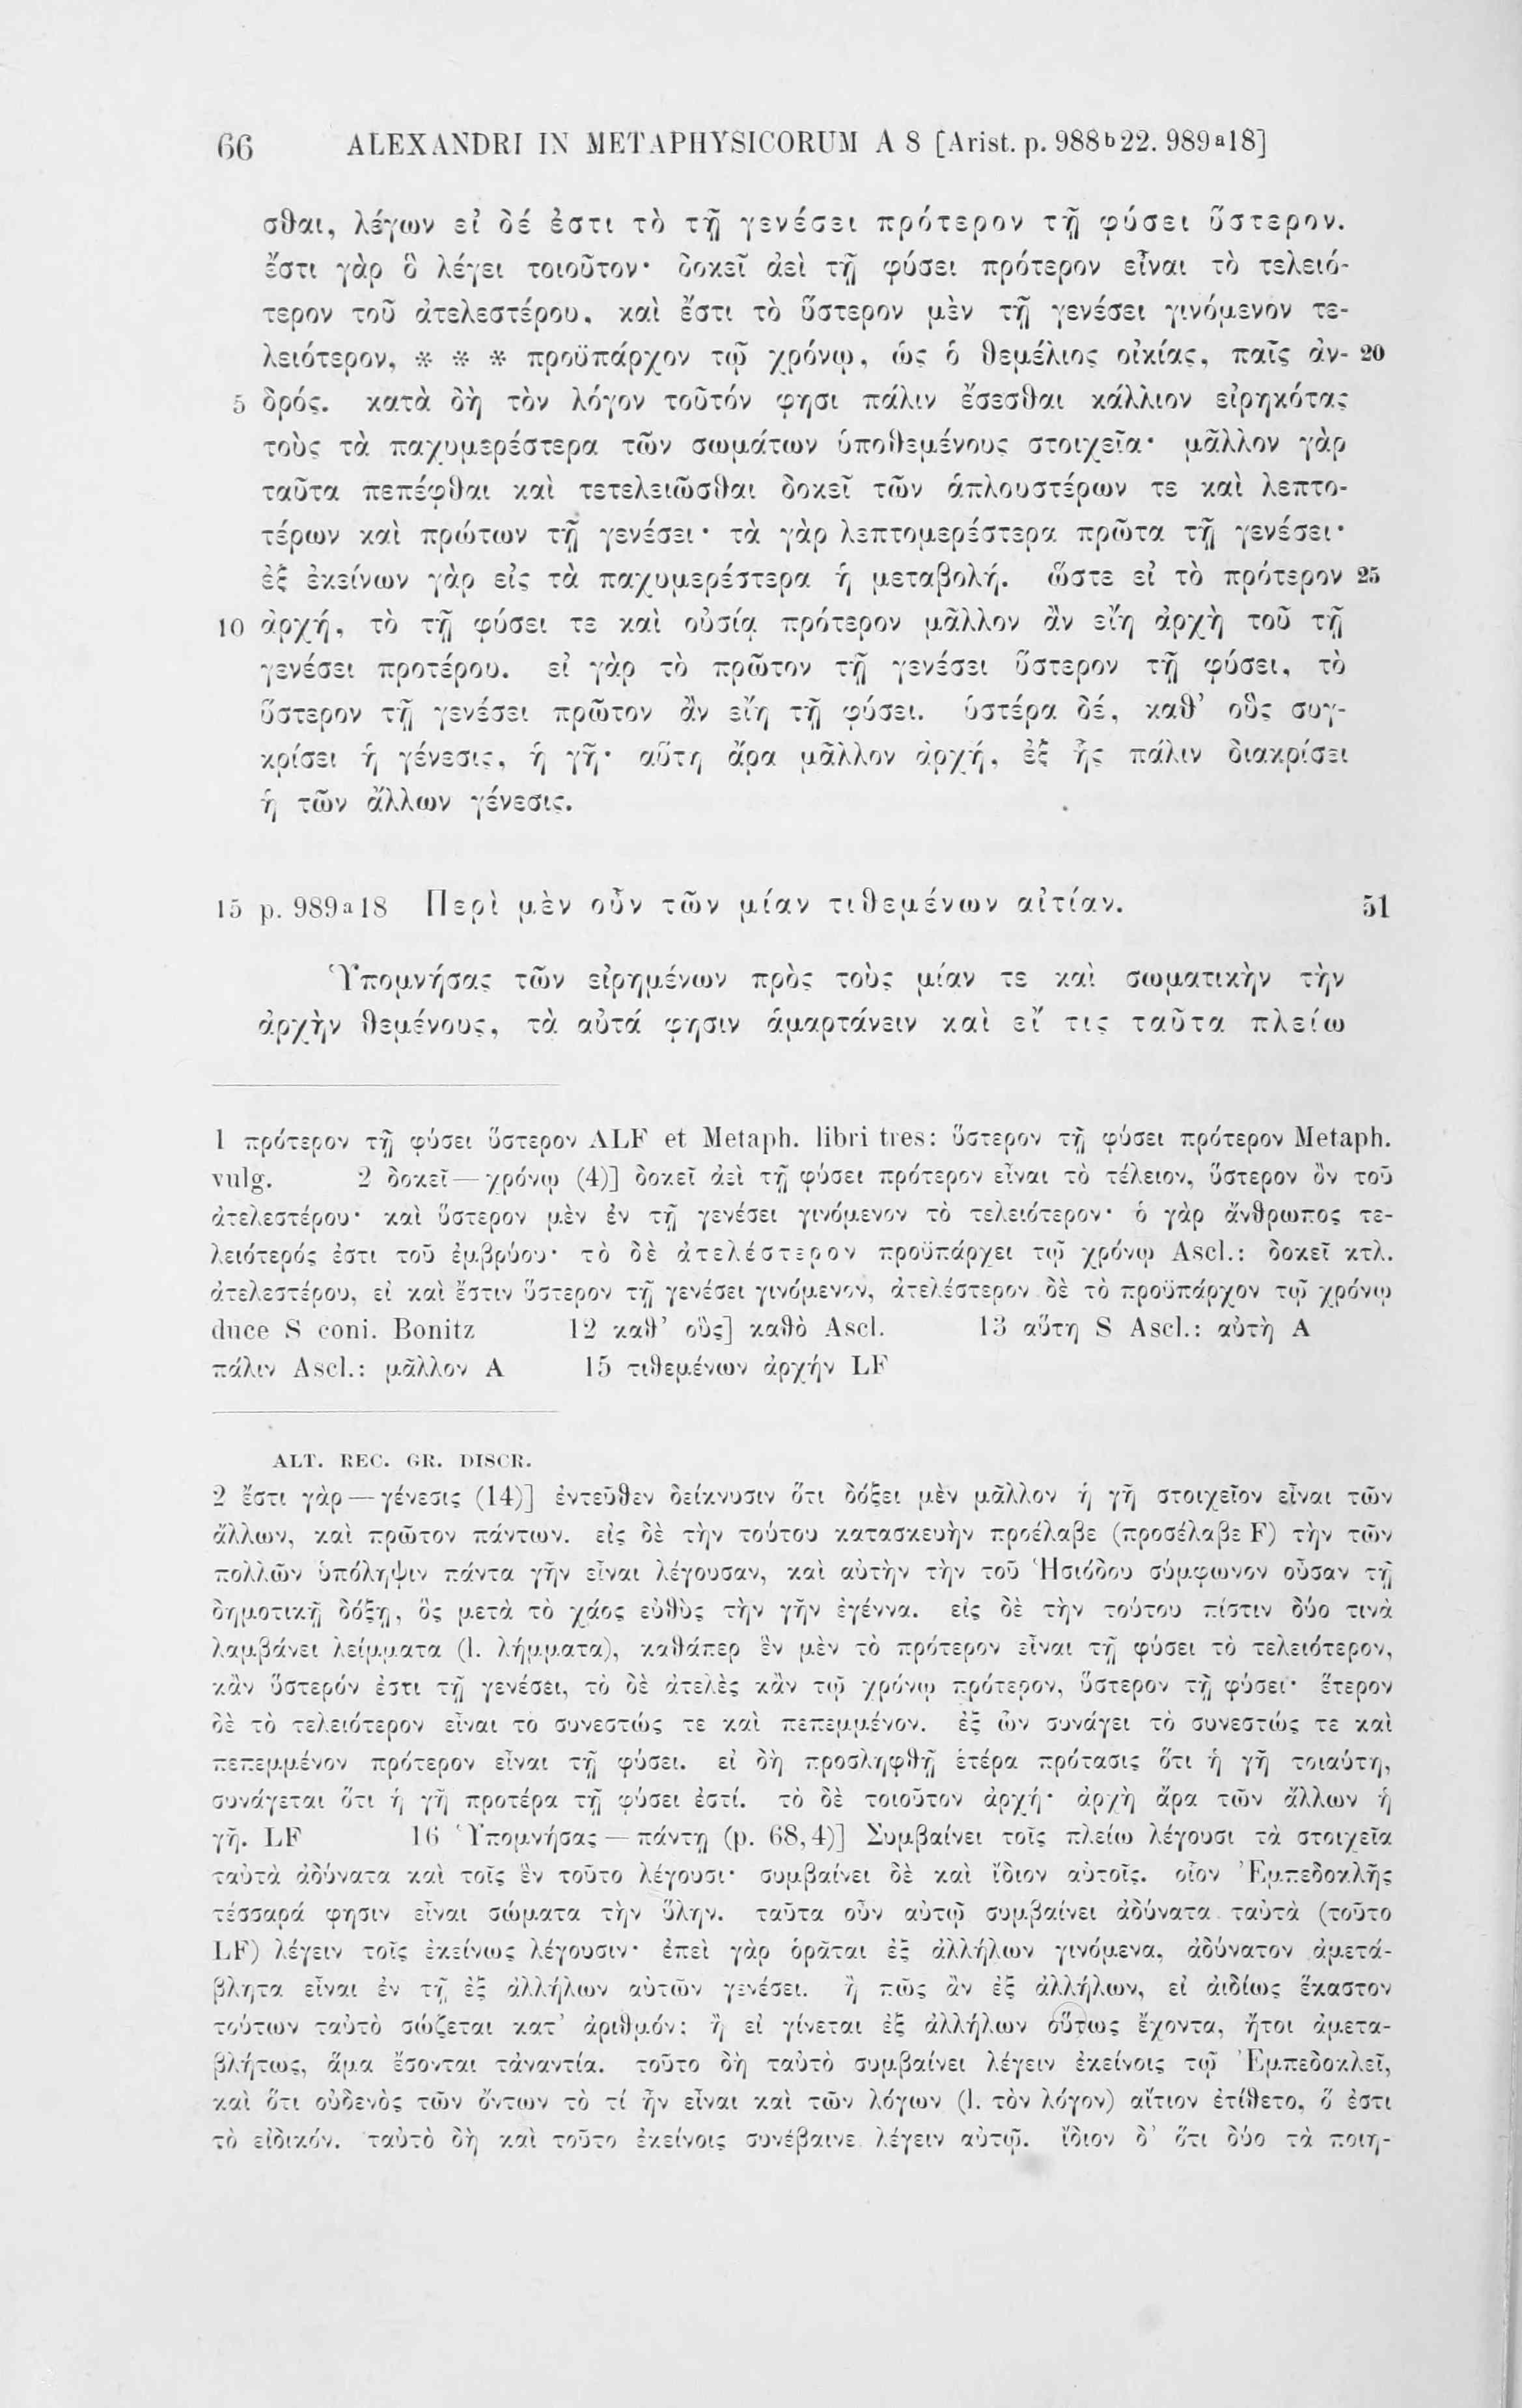 66 ALEXANDRI IN METAPHYSICORUM A 8 [Arist. p. 988b22. 989a18]
σθαι, λέγων εἰ δέ ἐστι τὸ τῇ γενέσει πρότερον τῇ φύσει ὕστερον.
ἔστι γὰρ ὃ λέγει τοιοῦτον· δοκεῖ ἀεὶ τῇ φύσει πρότερον εἶναι τὸ τελειό-
τερον τοῦ ἀτελεστέρου. καὶ ἔστι τὸ ὕστερον μὲν τῇ γενέσει γινόμενον τε-
λειότερον, * * * προϋπάρχον τῷ χρόνῳ, ὡς ὁ θεμέλιος οἰκίας, παῖς ἀν- 20
5 δρός. κατὰ δὴ τὸν λόγον τοῦτόν φησι πάλιν ἔσεσθαι κάλλιον εἰρηκότας
τοὺς τὰ παχυμερέστερα τῶν σωμάτων ὑποθεμένους στοιχεῖα· μᾶλλον γὰρ
ταῦτα πεπέφθαι καὶ τετελειῶσθαι δοκεῖ τῶν ἁπλουστέρων τε καὶ λεπτο-
τέρων καὶ πρώτων τῇ γενέσει· τὰ γὰρ λεπτομερέστερα πρῶτα τῇ γενέσει·
ἐξ ἐκείνων γὰρ εἰς τὰ παχυμερέστερα ἡ μεταβολή. ὥστε εἰ τὸ πρότερον 25
10 ἀρχή, τὸ τῇ φύσει τε καὶ οὐσίᾳ πρότερον μᾶλλον ἂν εἴη ἀρχὴ τοῦ τῇ
γενέσει προτέρου. εἰ γὰρ τὸ πρῶτον τῇ γενέσει ὕστερον τῇ φύσει, τὸ
ὕστερον τῇ γενέσει πρῶτον ἂν εἴη τῇ φύσει. ὑστέρα δέ, καθ’ οὓς συγ-
κρίσει ἡ γένεσις, ἡ γῆ· αὕτη ἄρα μᾶλλον ἀρχή, ἐξ ἧς πάλιν διακρίσει
ἡ τῶν ἄλλων γένεσις.
15 p. 989a18 Περὶ μὲν οὖν τῶν μίαν τιθεμένων αἰτίαν. 51
Ὑπομνήσας τῶν εἰρημένων πρὸς τοὺς μίαν τε καὶ σωματικὴν τὴν
ἀρχὴν θεμένους, τὰ αὐτά φησιν ἁμαρτάνειν καὶ εἴ τις ταῦτα πλείω
1 πρότερον τῇ φύσει ὕστερον ALF et Metaph. libri tres: ὕστερον τῇ φύσει πρότερον Metaph.
vulg. 2 δοκεῖ — χρόνῳ (4)] δοκεῖ ἀεὶ τῇ φύσει πρότερον εἶναι τὸ τέλειον, ὕστερον ὂν τοῦ
ἀτελεστέρου· καὶ ὕστερον μὲν ἐν τῇ γενέσει γινόμενον τὸ τελειότερον· ὁ γὰρ ἄνθρωπος τε-
λειότερός ἐστι τοῦ ἐμβρύου· τὸ δὲ ἀτελέστερον προϋπάρχει τῷ χρόνῳ Ascl.: δοκεῖ κτλ.
ἀτελεστέρου, εἰ καὶ ἔστιν ὕστερον τῇ γενέσει γινόμενον, ἀτελέστερον δὲ τὸ προϋπάρχον τῷ χρόνῳ
duce S coni. Bonitz 12 καθ’ οὓς] καθὸ Ascl. 13 αὕτη S Ascl.: αὐτὴ A
πάλιν Ascl.: μᾶλλον A 15 τιθεμένων ἀρχήν LF
ALT. REC. GR. DISCR.
2 ἔστι γὰρ — γένεσις (14)] ἐντεῦθεν δείκνυσιν ὅτι δόξει μὲν μᾶλλον ἡ γῆ στοιχεῖον εἶναι τῶν
ἄλλων, καὶ πρῶτον πάντων. εἰς δὲ τὴν τούτου κατασκευὴν προέλαβε (προσέλαβε F) τὴν τῶν
πολλῶν ὑπόληψιν πάντα γῆν εἶναι λέγουσαν, καὶ αὐτὴν τὴν τοῦ Ἡσιόδου σύμφωνον οὖσαν τῇ
δημοτικῇ δόξῃ, ὃς μετὰ τὸ χάος εὐθὺς τὴν γῆν ἐγέννα. εἰς δὲ τὴν τούτου πίστιν δύο τινὰ
λαμβάνει λείμματα (l. λήμματα), καθάπερ ἓν μὲν τὸ πρότερον εἶναι τῇ φύσει τὸ τελειότερον,
κἂν ὕστερόν ἐστι τῇ γενέσει, τὸ δὲ ἀτελὲς κἂν τῷ χρόνῳ πρότερον, ὕστερον τῇ φύσει· ἕτερον
δὲ τὸ τελειότερον εἶναι το συνεστώς τε καὶ πεπεμμένον. ἐξ ὧν συνάγει τὸ συνεστώς τε καὶ
πεπεμμένον πρότερον εἶναι τῇ φύσει. εἰ δὴ προσληφθῇ ἑτέρα πρότασις ὅτι ἡ γῆ τοιαύτη,
συνάγεται ὅτι ἡ γῆ προτέρα τῇ φύσει ἐστί. τὸ δὲ τοιοῦτον ἀρχή· ἀρχὴ ἄρα τῶν ἄλλων ἡ
γῆ. LF 16 Ὑπομνήσας — πάντῃ (p. 68,4)] Συμβαίνει τοῖς πλείω λέγουσι τὰ στοιχεῖα
ταὐτὰ ἀδύνατα καὶ τοῖς ἓν τοῦτο λέγουσι· συμβαίνει δὲ καὶ ἴδιον αὐτοῖς. οἷον Ἐμπεδοκλῆς
τέσσαρά φησιν εἶναι σώματα τὴν ὕλην. ταῦτα οὖν αὐτῷ συμβαίνει ἀδύνατα ταὐτὰ (τοῦτο
LF) λέγειν τοῖς ἐκείνως λέγουσιν· ἐπεὶ γὰρ ὁρᾶται ἐξ ἀλλήλων γινόμενα, ἀδύνατον ἀμετά-
βλητα εἶναι ἐν τῇ ἐξ ἀλλήλων αὐτῶν γενέσει. ἢ πῶς ἂν ἐξ ἀλλήλων, εἰ ἀιδίως ἕκαστον
τούτων ταὐτὸ σώζεται κατ’ ἀριθμόν; ἢ εἰ γίνεται ἐξ ἀλλήλων οὕτως ἔχοντα, ἤτοι ἀμετα-
βλήτως, ἅμα ἔσονται τἀναντία. τοῦτο δὴ ταὐτὸ συμβαίνει λέγειν ἐκείνοις τῷ Ἐμπεδοκλεῖ,
καὶ ὅτι οὐδενὸς τῶν ὄντων τὸ τί ἦν εἶναι καὶ τῶν λόγων (l. τὸν λόγον) αἴτιον ἐτίθετο, ὅ ἐστι
τὸ εἰδικόν. ταὐτὸ δὴ καὶ τοῦτο ἐκείνοις συνέβαινε λέγειν αὐτῷ. ἴδιον δ’ ὅτι δύο τὰ ποιη-